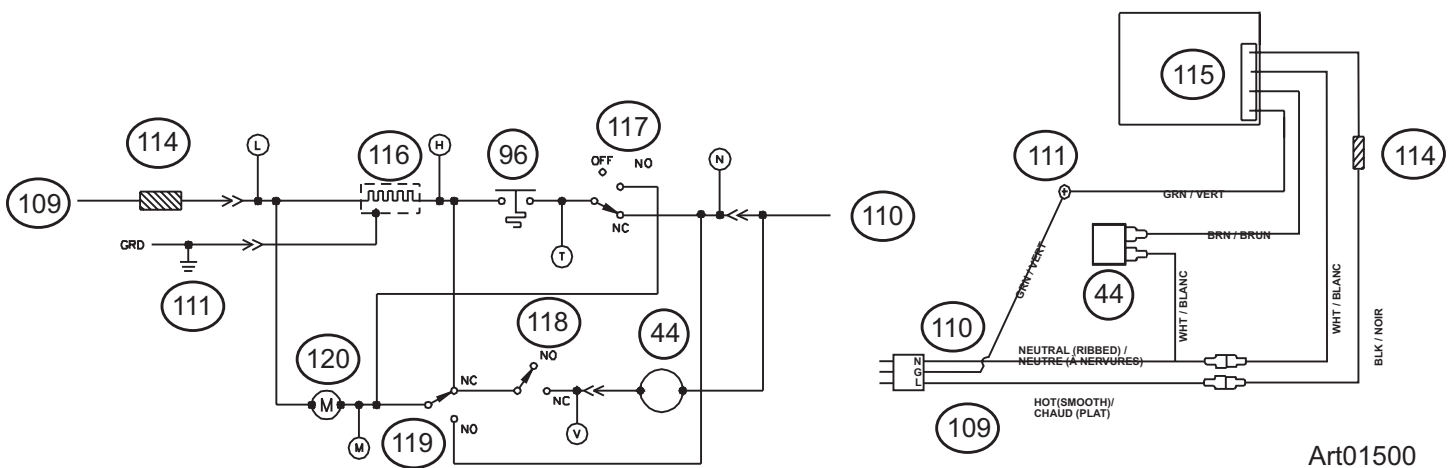 114
L
116
H
96
117
OFF
NO
N
109
NC
110
GRD
T
111
120
M
M
118
NO
NC
44
NC
119
NO
V
115
111
114
GRN / VERT
BRN / BRUN
GRN / VERT
44
WHT / BLANC
WHT / BLANC
BLK / NOIR
110
N
G
L
NEUTRAL (RIBBED) /
NEUTRE (À NERVURES)
109
HOT(SMOOTH)/
CHAUD (PLAT)
Art01500